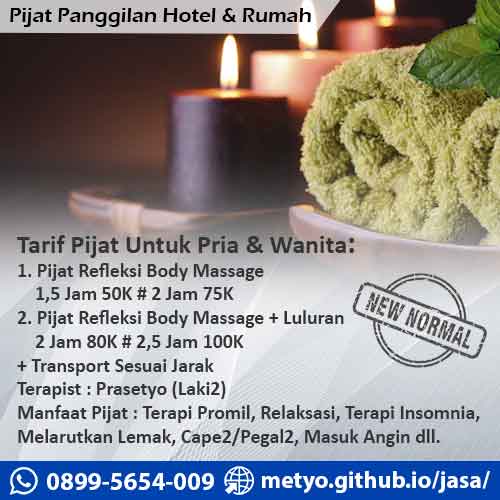 Pijat Panggilan Hotel & Rumah
Tarif Pijat Untuk Pria & Wanita:
1. Pijat Refleksi Body Massage
1,5 Jam 50K # 2 Jam 75K
2. Pijat Refleksi Body Massage + Luluran
2 Jam 80K # 2,5 Jam 100K
+ Transport Sesuai Jarak
Terapist : Prasetyo (Laki2)
Manfaat Pijat : Terapi Promil, Relaksasi, Terapi Insomnia,
Melarutkan Lemak, Cape2/Pegal2, Masuk Angin dll.
NEW NORMAL
0899-5654-009 metyo.github.io/jasa/